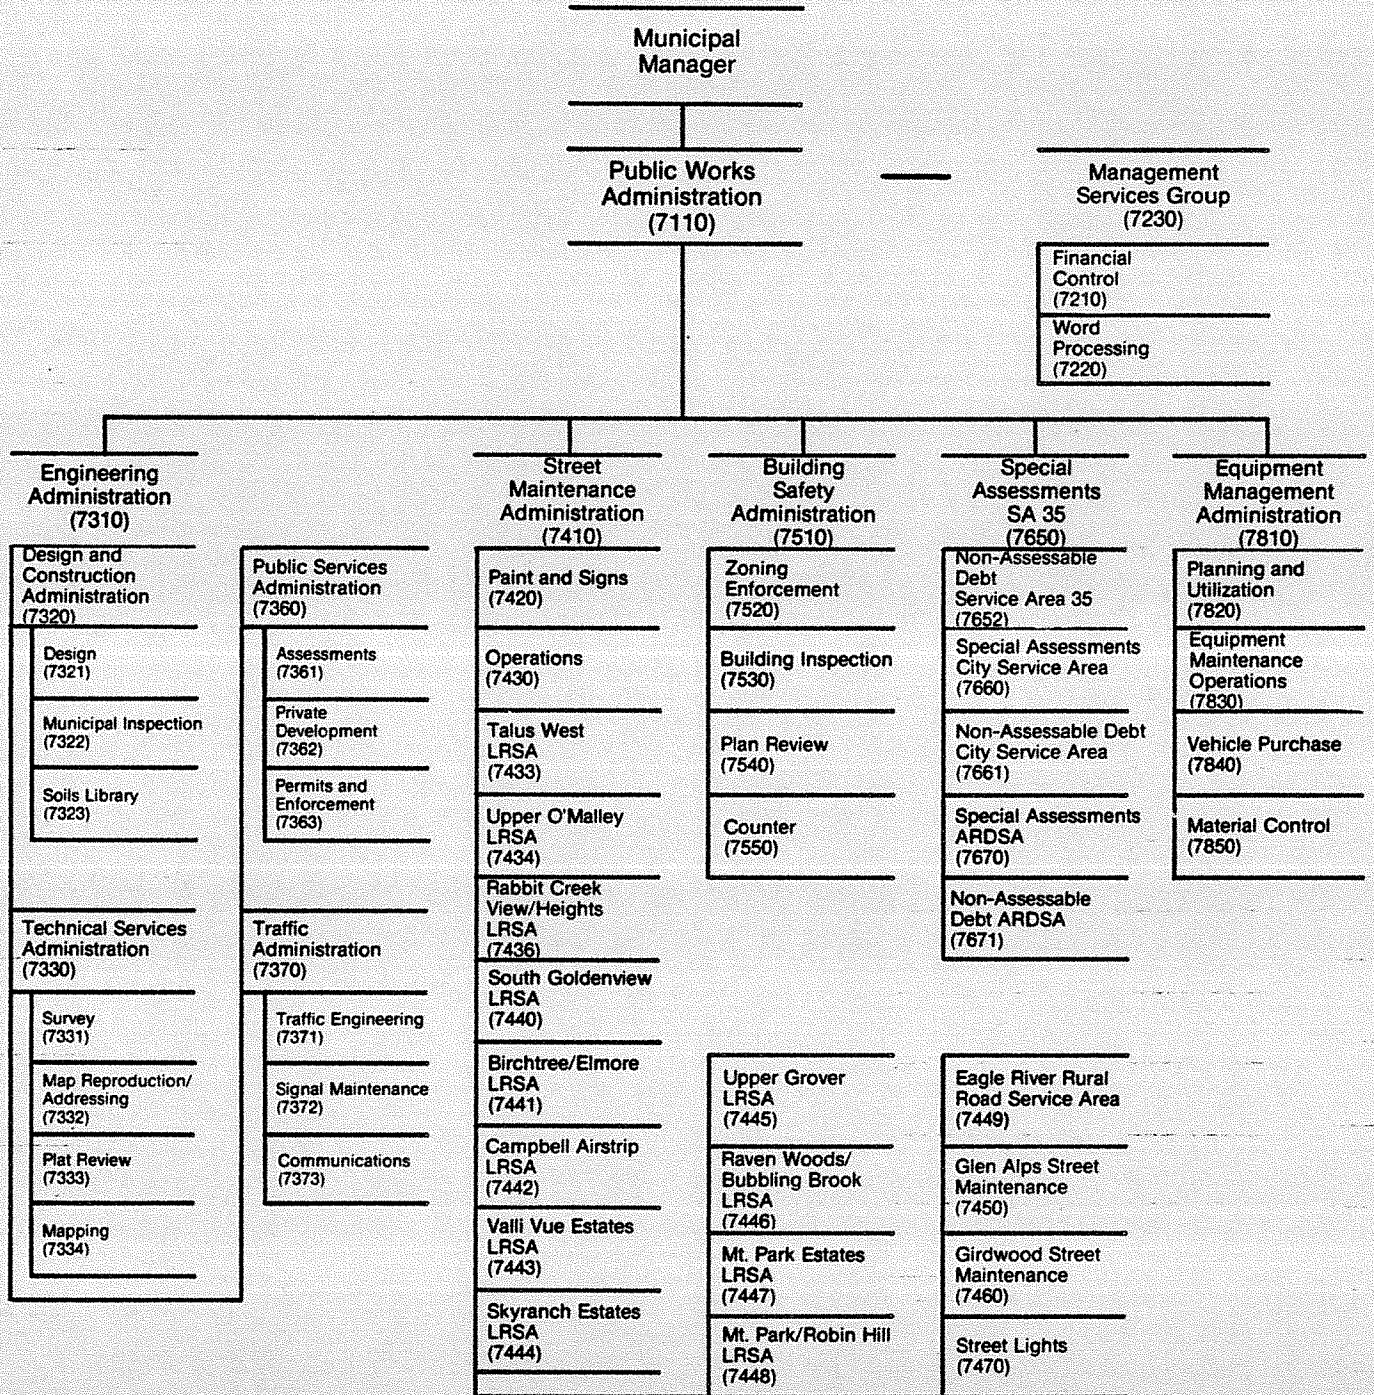 Municipal
Manager
Public Works
Administration
(7110)
Management
Services Group
(7230)
Financial
Control
(7210)
Word
Processing
(7220)
Engineering
Administration
(7310)
Design and
Construction
Administration
(7320)
Design
(7321)
Municipal Inspection
(7322)
Soils Library
(7323)
Technical Services
Administration
(7330)
Survey
(7331)
Map Reproduction/
Addressing
(7332)
Plat Review
(7333)
Mapping
(7334)
Public Services
Administration
(7360)
Assessments
(7361)
Private
Development
(7362)
Permits and
Enforcement
(7363)
Traffic
Administration
(7370)
Traffic Engineering
(7371)
Signal Maintenance
(7372)
Communications
(7373)
Street
Maintenance
Administration
(7410)
Paint and Signs
(7420)
Operations
(7430)
Talus West
LRSA
(7433)
Upper O'Malley
LRSA
(7434)
Rabbit Creek
View/Heights
LRSA
(7436)
South Goldenview
LRSA
(7440)
Birchtree/Elmore
LRSA
(7441)
Campbell Airstrip
LRSA
(7442)
Valli Vue Estates
LRSA
(7443)
Skyranch Estates
LRSA
(7444)
Upper Grover
LRSA
(7445)
Raven Woods/
Bubbling Brook
LRSA
(7446)
Mt. Park Estates
LRSA
(7447)
Mt. Park/Robin Hill
LRSA
(7448)
Eagle River Rural
Road Service Area
(7449)
Glen Alps Street
Maintenance
(7450)
Girdwood Street
Maintenance
(7460)
Street Lights
(7470)
Building
Safety
Administration
(7510)
Zoning
Enforcement
(7520)
Building Inspection
(7530)
Plan Review
(7540)
Counter
(7550)
Special
Assessments
SA 35
(7650)
Non-Assessable
Debt
Service Area 35
(7652)
Special Assessments
City Service Area
(7660)
Non-Assessable Debt
City Service Area
(7661)
Special Assessments
ARDSA
(7670)
Non-Assessable
Debt ARDSA
(7671)
Equipment
Management
Administration
(7810)
Planning and
Utilization
(7820)
Equipment
Maintenance
Operations
(7830)
Vehicle Purchase
(7840)
Material Control
(7850)